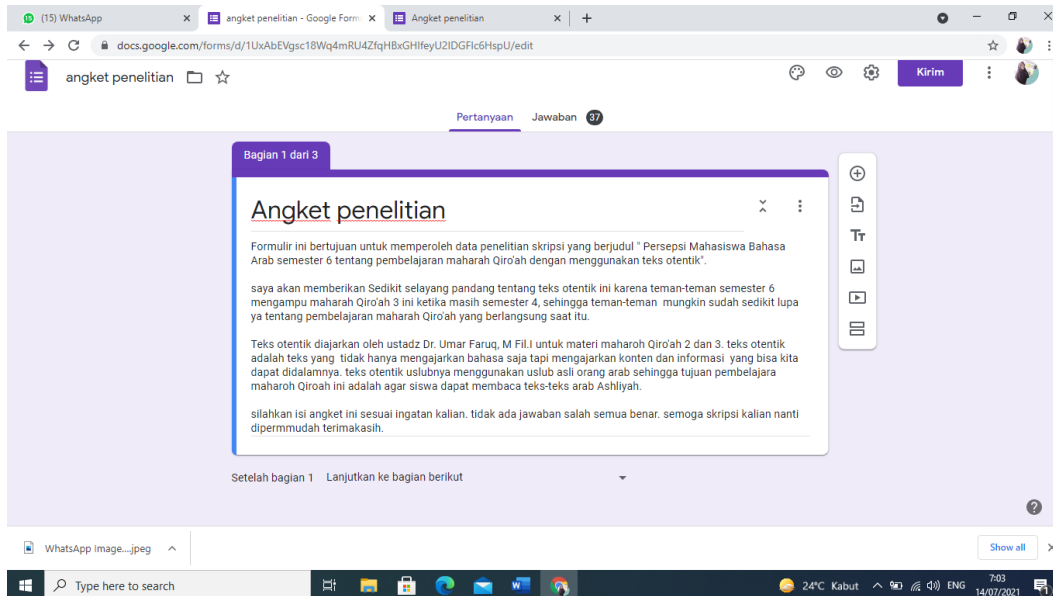 (15) WhatsApp
angket penelitian - Google Form
Angket penelitian
docs.google.com/forms/d/1UxAbEVgsc18Wq4mRU4ZfqHBxGHIfeyU2IDGFIc6HspU/edit
angket penelitian
Kirim
Pertanyaan Jawaban 37
Bagian 1 dari 3
Angket penelitian
Formulir ini bertujuan untuk memperoleh data penelitian skripsi yang berjudul " Persepsi Mahasiswa Bahasa
Arab semester 6 tentang pembelajaran maharah Qiro'ah dengan menggunakan teks otentik".
saya akan memberikan Sedikit selayang pandang tentang teks otentik ini karena teman-teman semester 6
mengampu maharah Qiro'ah 3 ini ketika masih semester 4, sehingga teman-teman mungkin sudah sedikit lupa
ya tentang pembelajaran maharah Qiro'ah yang berlangsung saat itu.
Teks otentik diajarkan oleh ustadz Dr. Umar Faruq, M Fil.I untuk materi maharoh Qiro'ah 2 dan 3. teks otentik
adalah teks yang tidak hanya mengajarkan bahasa saja tapi mengajarkan konten dan informasi yang bisa kita
dapat didalamnya. teks otentik uslubnya menggunakan uslub asli orang arab sehingga tujuan pembelajara
maharoh Qiroah ini adalah agar siswa dapat membaca teks-teks arab Ashliyah.
silahkan isi angket ini sesuai ingatan kalian. tidak ada jawaban salah semua benar. semoga skripsi kalian nanti
dipermmudah terimakasih.
Setelah bagian 1 Lanjutkan ke bagian berikut
WhatsApp Image....jpeg
Show all
Type here to search
24°C Kabut
ENG
7:03
14/07/2021